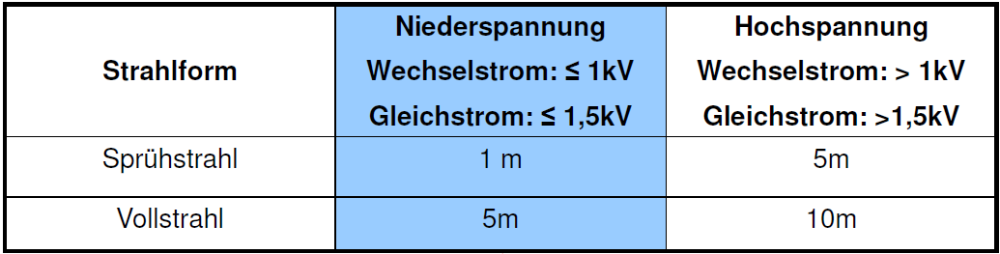 Strahlform
Niederspannung
Wechselstrom: ≤ 1kV
Gleichstrom: ≤ 1,5kV
Hochspannung
Wechselstrom: > 1kV
Gleichstrom: >1,5kV
Sprühstrahl
1 m
5m
Vollstrahl
5m
10m